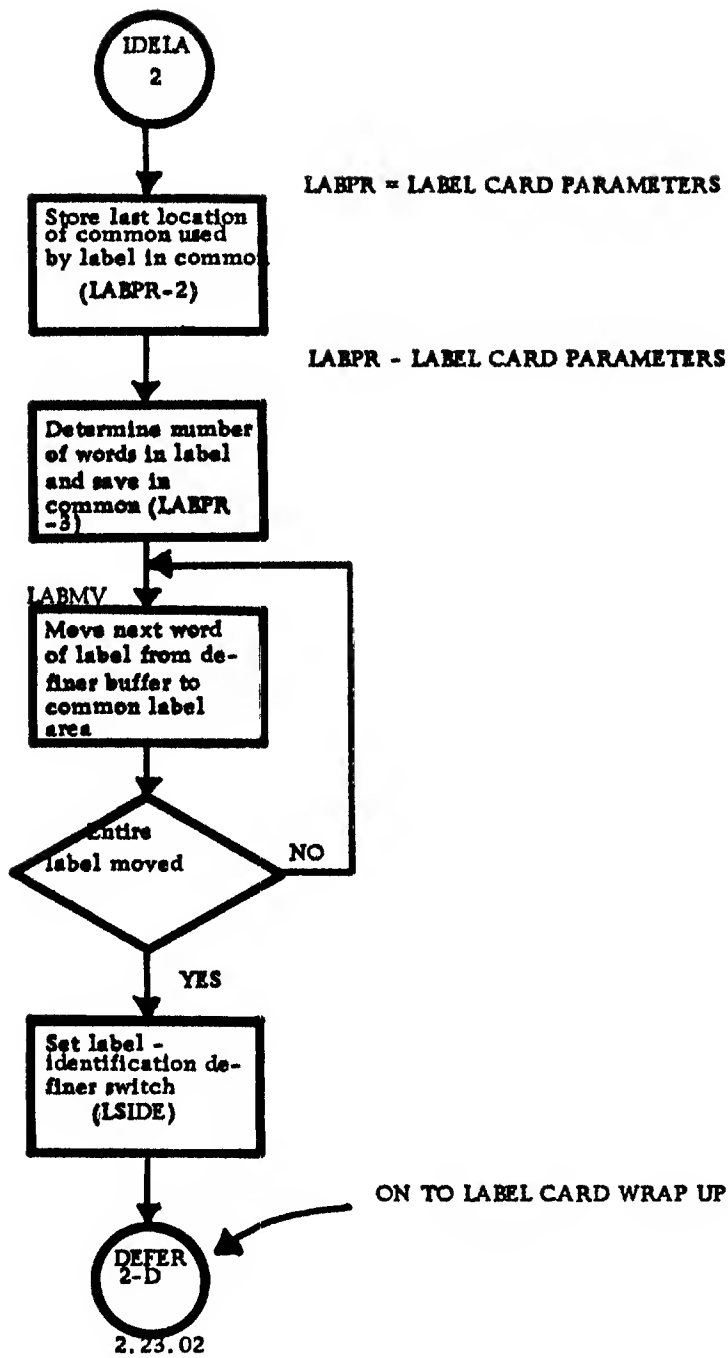 IDELA
2
LABPR = LABEL CARD PARAMETERS
Store last location
of common used
by label in common
(LABPR-2)
LABPR - LABEL CARD PARAMETERS
Determine number
of words in label
and save in
common (LABPR
-3)
LABMV
Move next word
of label from de-
finer buffer to
common label
area
Entire
label moved
NO
YES
Set label -
identification de-
finer switch
(LSIDE)
ON TO LABEL CARD WRAP UP
DEFER
2-D
2.23.02